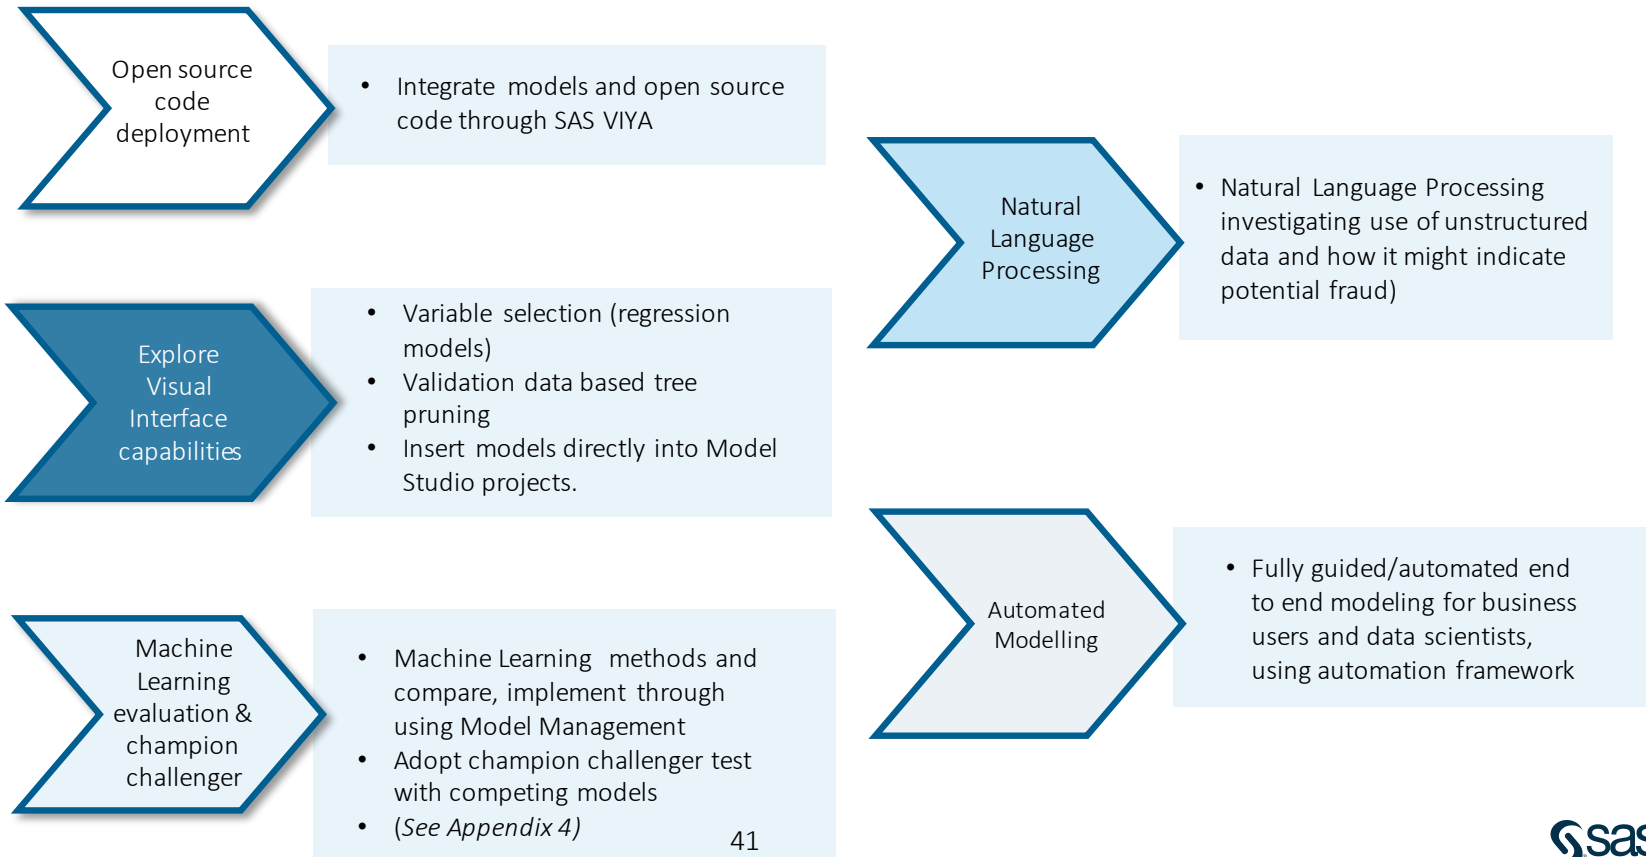 Open source
code
deployment
• Integrate models and open source
code through SAS VIYA
Explore
Visual
Interface
capabilities
• Variable selection (regression
models)
• Validation data based tree
pruning
• Insert models directly into Model
Studio projects.
Machine
Learning
evaluation &
champion
challenger
• Machine Learning methods and
compare, implement through
using Model Management
• Adopt champion challenger test
with competing models
• (See Appendix 4)
Natural
Language
Processing
• Natural Language Processing
investigating use of unstructured
data and how it might indicate
potential fraud)
Automated
Modelling
• Fully guided/automated end
to end modeling for business
users and data scientists,
using automation framework
41
sas